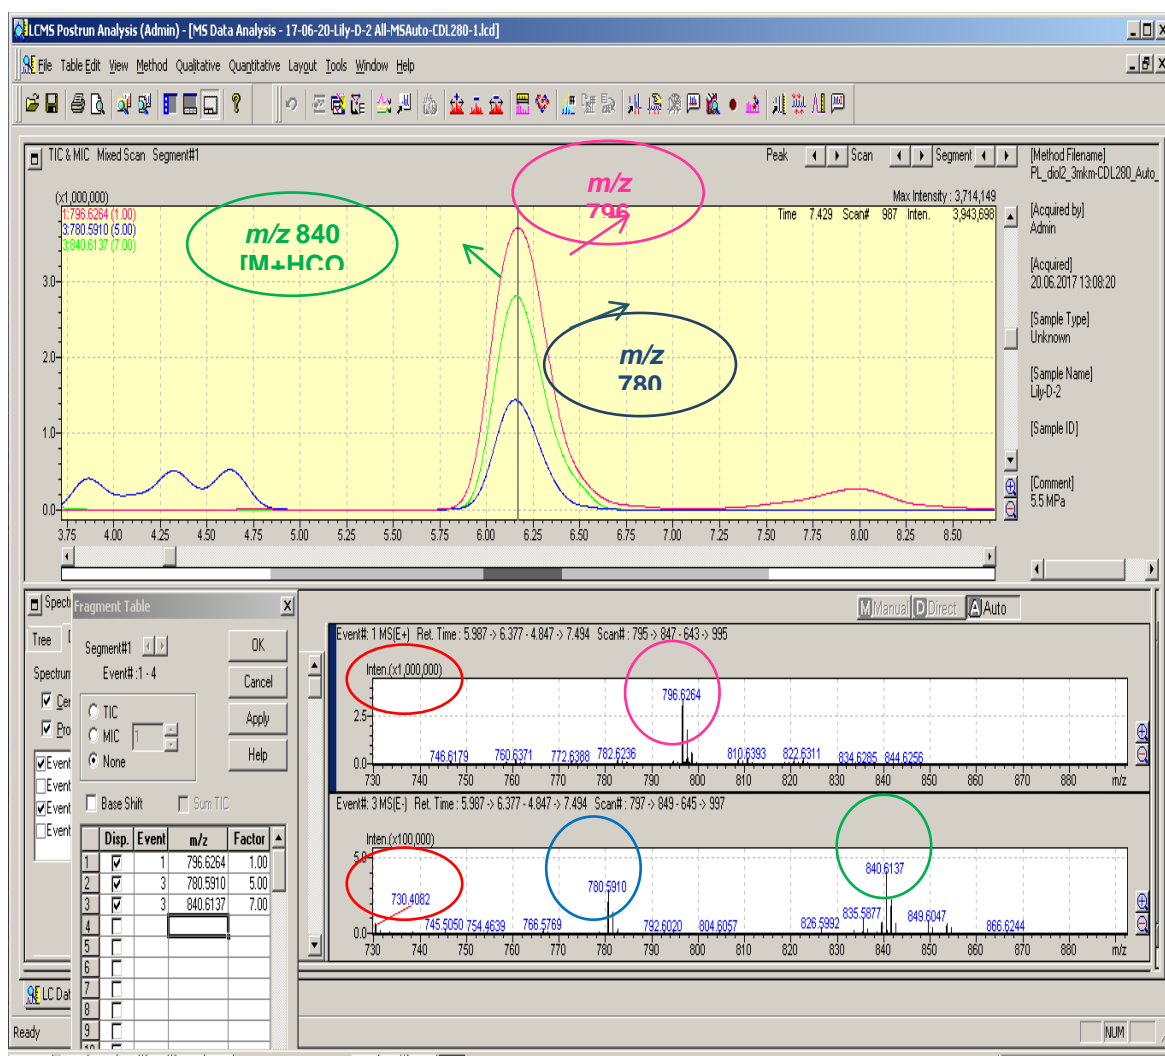 LCMS Postrun Analysis (Admin) - [MS Data Analysis - 17-06-20-Lily-D-2 All-MSAuto-CDL280-1.lcd]
File Table Edit View Method Qualitative Quantitative Layout Tools Window Help
TIC & MIC Mixed Scan Segment#1 Peak Scan Segment
(x1,000,000) Max Intensity : 3,714,149
1:796.6264 (1.00) Time 7.429 Scan# 987 Inten. 3,943,698
3:780.5910 (5.00)
3:840.6137 (7.00)
m/z 840
[M+HCO
m/z
796
m/z
780
3.0
2.0
1.0
0.0
3.75 4.00 4.25 4.50 4.75 5.00 5.25 5.50 5.75 6.00 6.25 6.50 6.75 7.00 7.25 7.50 7.75 8.00 8.25 8.50
[Method Filename]
PL_diol2_3mkm-CDL280_Auto_
[Acquired by]
Admin
[Acquired]
20.06.2017 13:08:20
[Sample Type]
Unknown
[Sample Name]
Lily-D-2
[Sample ID]
[Comment]
5.5 MPa
Manual Direct Auto
Tree
Event
Event
Event
Event
Fragment Table
Segment#1
Event# :1 - 4
TIC
MIC 1
None
Base Shift Sum TIC
OK
Cancel
Apply
Help
Disp. Event m/z Factor
1 1 796.6264 1.00
2 3 780.5910 5.00
3 3 840.6137 7.00
4
5
6
7
8
9
Event#: 1 MS(E+) Ret. Time : 5.987 -> 6.377 - 4.847 -> 7.494 Scan# : 795 -> 847 - 643 -> 995
Inten.(x1,000,000)
796.6264
2.5
746.6179 760.6371 772.6388 782.6236 810.6393 822.6311 834.6285 844.6256
0.0
730 740 750 760 770 780 790 800 810 820 830 840 850 860 870 880 m/z
Event#: 3 MS(E-) Ret. Time : 5.987 -> 6.377 - 4.847 -> 7.494 Scan# : 797 -> 849 - 645 -> 997
Inten.(x100,000)
5.0
840.6137
780.5910
730.4082
745.5050 754.4639 766.5769 792.6020 804.6057 826.5992 835.5877 849.6047 866.6244
0.0
730 740 750 760 770 780 790 800 810 820 830 840 850 860 870 880 m/z
LC Dat
Ready NUM